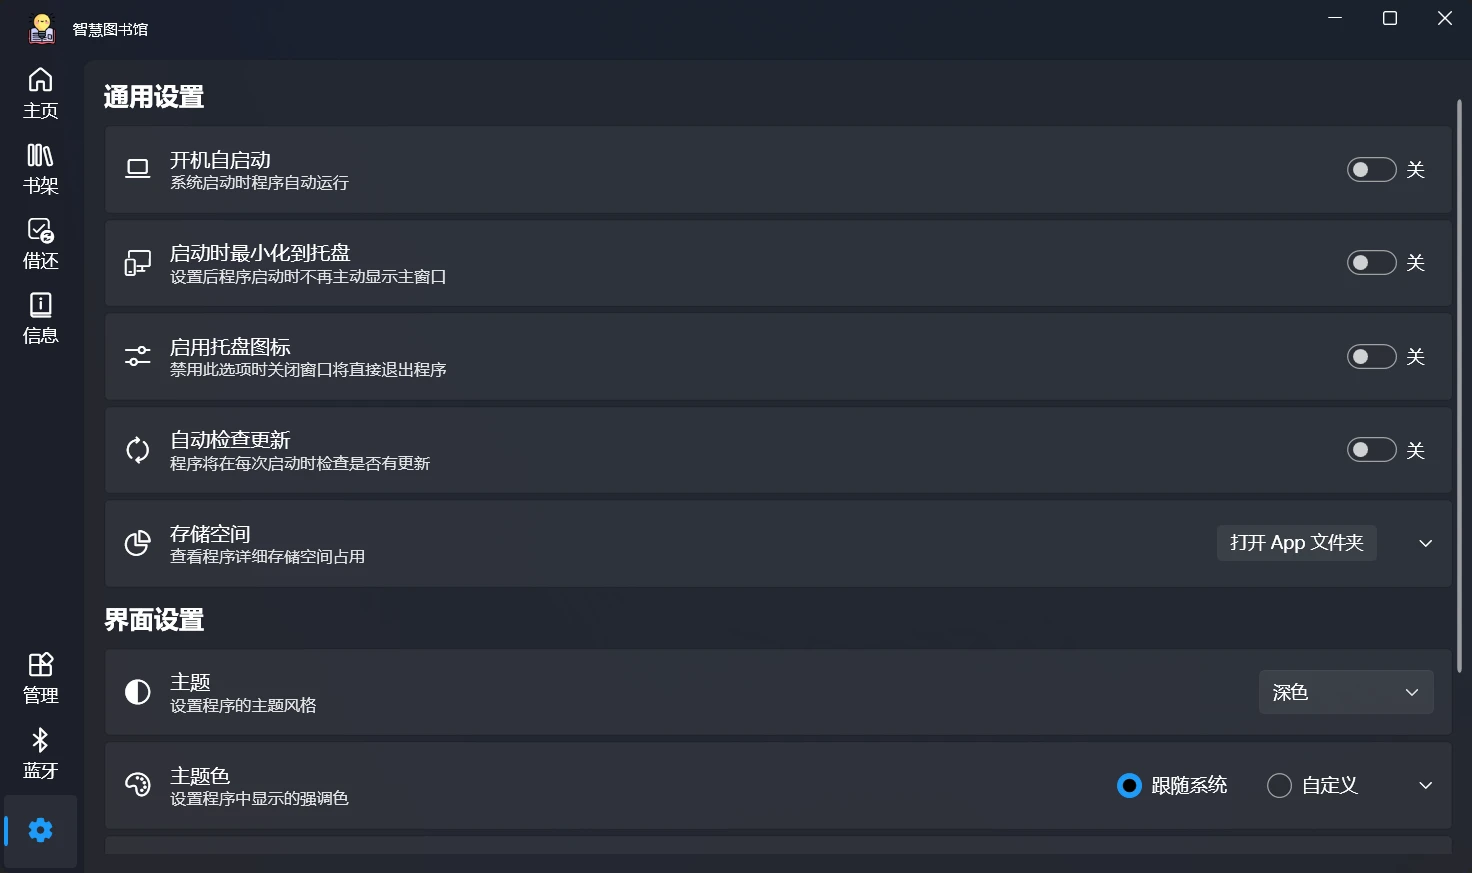 智慧图书馆
主页
书架
借还
信息
管理
蓝牙
通用设置
开机自启动
系统启动时程序自动运行
关
启动时最小化到托盘
设置后程序启动时不再主动显示主窗口
关
启用托盘图标
禁用此选项时关闭窗口将直接退出程序
关
自动检查更新
程序将在每次启动时检查是否有更新
关
存储空间
查看程序详细存储空间占用
打开 App 文件夹
界面设置
主题
设置程序的主题风格
深色
主题色
设置程序中显示的强调色
跟随系统
自定义